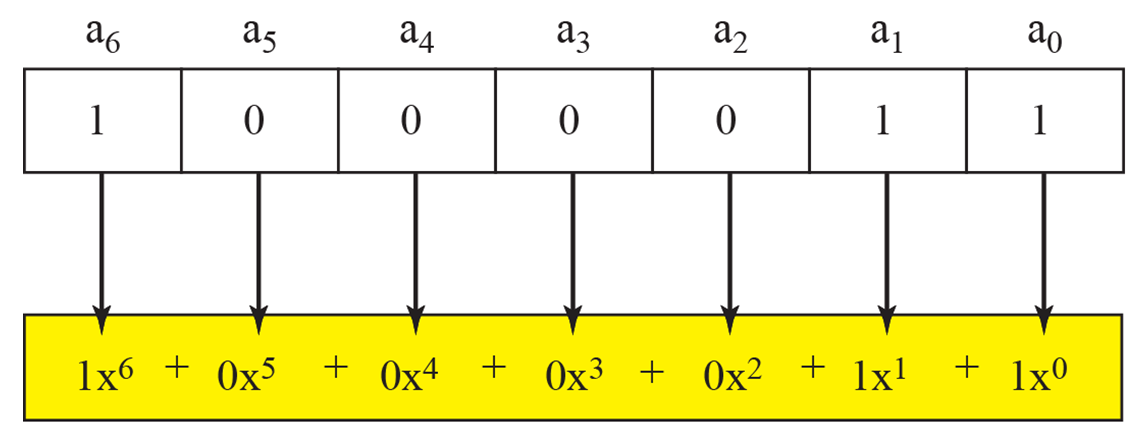 a₆ a₅ a₄ a₃ a₂ a₁ a₀
1 0 0 0 0 1 1
1x⁶ + 0x⁵ + 0x⁴ + 0x³ + 0x² + 1x¹ + 1x⁰